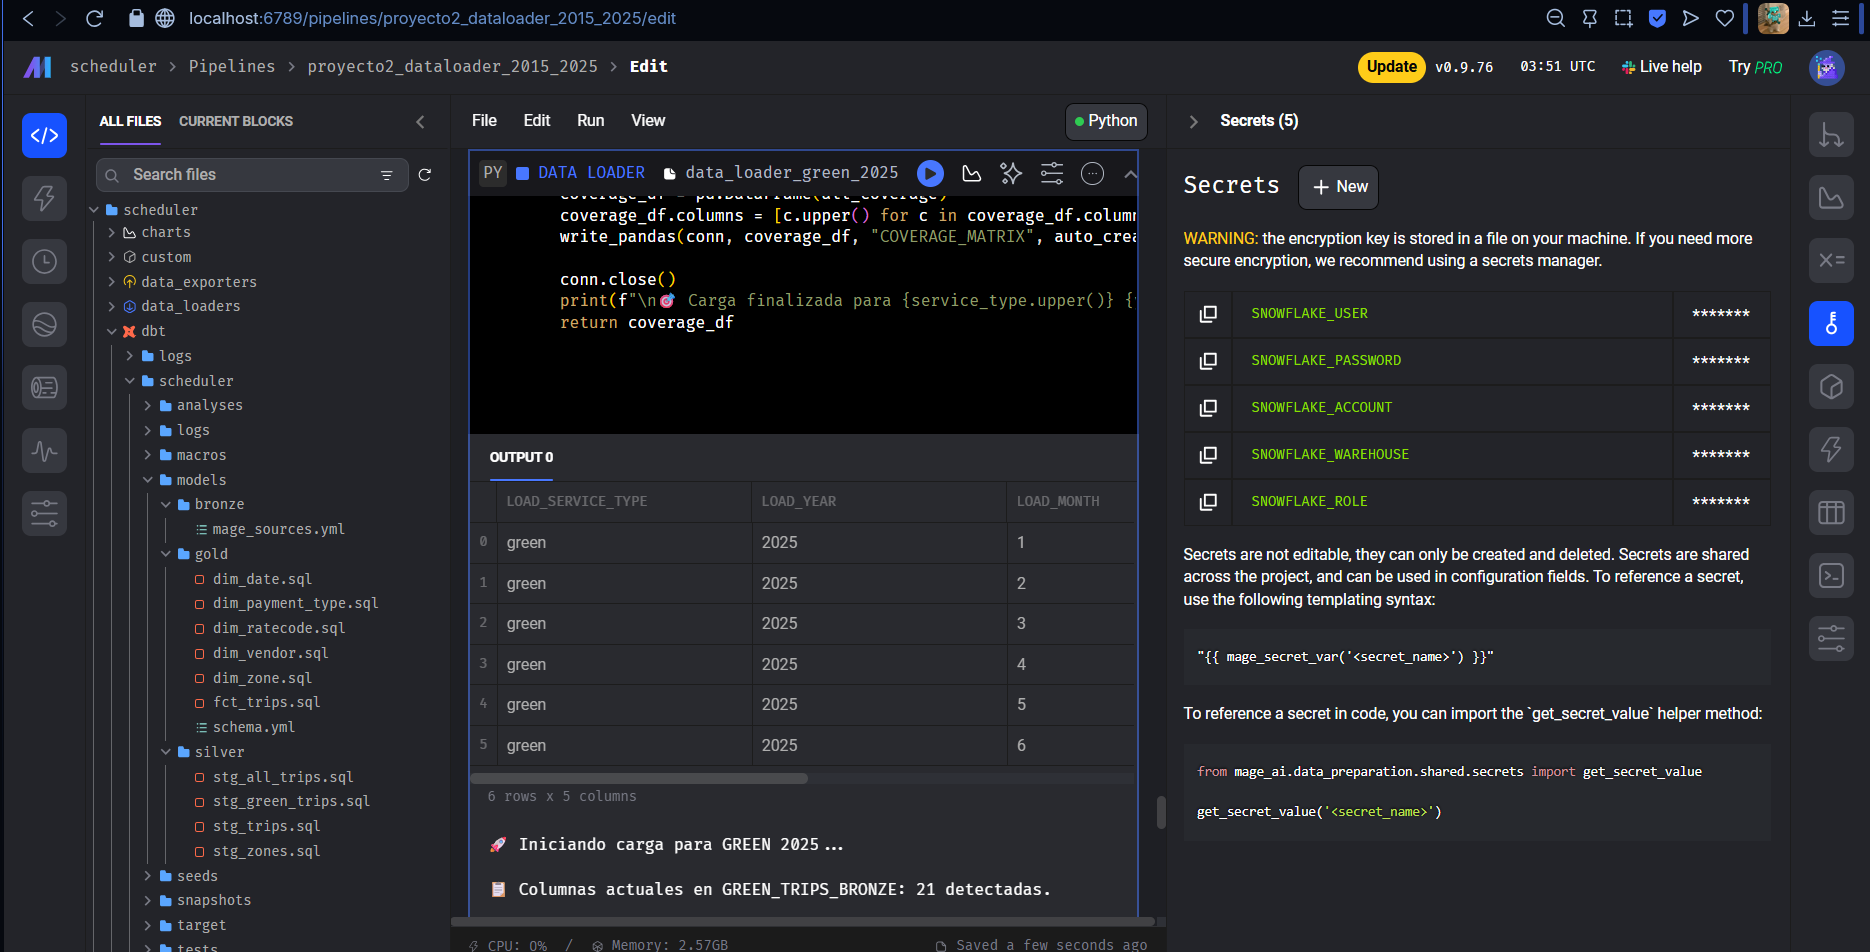 localhost:6789/pipelines/proyecto2_dataloader_2015_2025/edit
scheduler > Pipelines > proyecto2_dataloader_2015_2025 > Edit
Update v0.9.76 03:51 UTC Live help Try PRO
ALL FILES CURRENT BLOCKS
Search files
scheduler
charts
custom
data_exporters
data_loaders
dbt
logs
scheduler
analyses
logs
macros
models
bronze
mage_sources.yml
gold
dim_date.sql
dim_payment_type.sql
dim_ratecode.sql
dim_vendor.sql
dim_zone.sql
fct_trips.sql
schema.yml
silver
stg_all_trips.sql
stg_green_trips.sql
stg_trips.sql
stg_zones.sql
seeds
snapshots
target
tests
File Edit Run View Python
PY DATA LOADER data_loader_green_2025
coverage_df = pd.DataFrame(all_coverage)
coverage_df.columns = [c.upper() for c in coverage_df.colum
write_pandas(conn, coverage_df, "COVERAGE_MATRIX", auto_crea
conn.close()
print(f"\n🎯 Carga finalizada para {service_type.upper()} {
return coverage_df
OUTPUT 0
LOAD_SERVICE_TYPE LOAD_YEAR LOAD_MONTH
0 green 2025 1
1 green 2025 2
2 green 2025 3
3 green 2025 4
4 green 2025 5
5 green 2025 6
6 rows x 5 columns
🚀 Iniciando carga para GREEN 2025...
📋 Columnas actuales en GREEN_TRIPS_BRONZE: 21 detectadas.
CPU: 0% / Memory: 2.57GB Saved a few seconds ago
Secrets (5)
Secrets + New
WARNING: the encryption key is stored in a file on your machine. If you need more
secure encryption, we recommend using a secrets manager.
SNOWFLAKE_USER *******
SNOWFLAKE_PASSWORD *******
SNOWFLAKE_ACCOUNT *******
SNOWFLAKE_WAREHOUSE *******
SNOWFLAKE_ROLE *******
Secrets are not editable, they can only be created and deleted. Secrets are shared
across the project, and can be used in configuration fields. To reference a secret,
use the following templating syntax:
"{{ mage_secret_var('<secret_name>') }}"
To reference a secret in code, you can import the `get_secret_value` helper method:
from mage_ai.data_preparation.shared.secrets import get_secret_value
get_secret_value('<secret_name>')